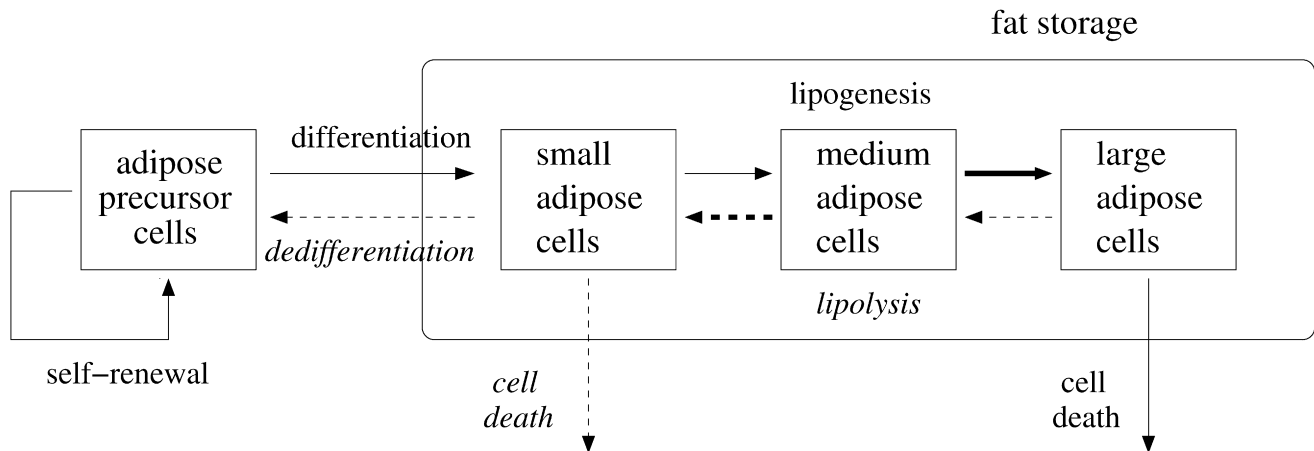 fat storage
lipogenesis
differentiation
adipose
precursor
cells
small
adipose
cells
medium
adipose
cells
large
adipose
cells
dedifferentiation
lipolysis
self-renewal
cell
death
cell
death